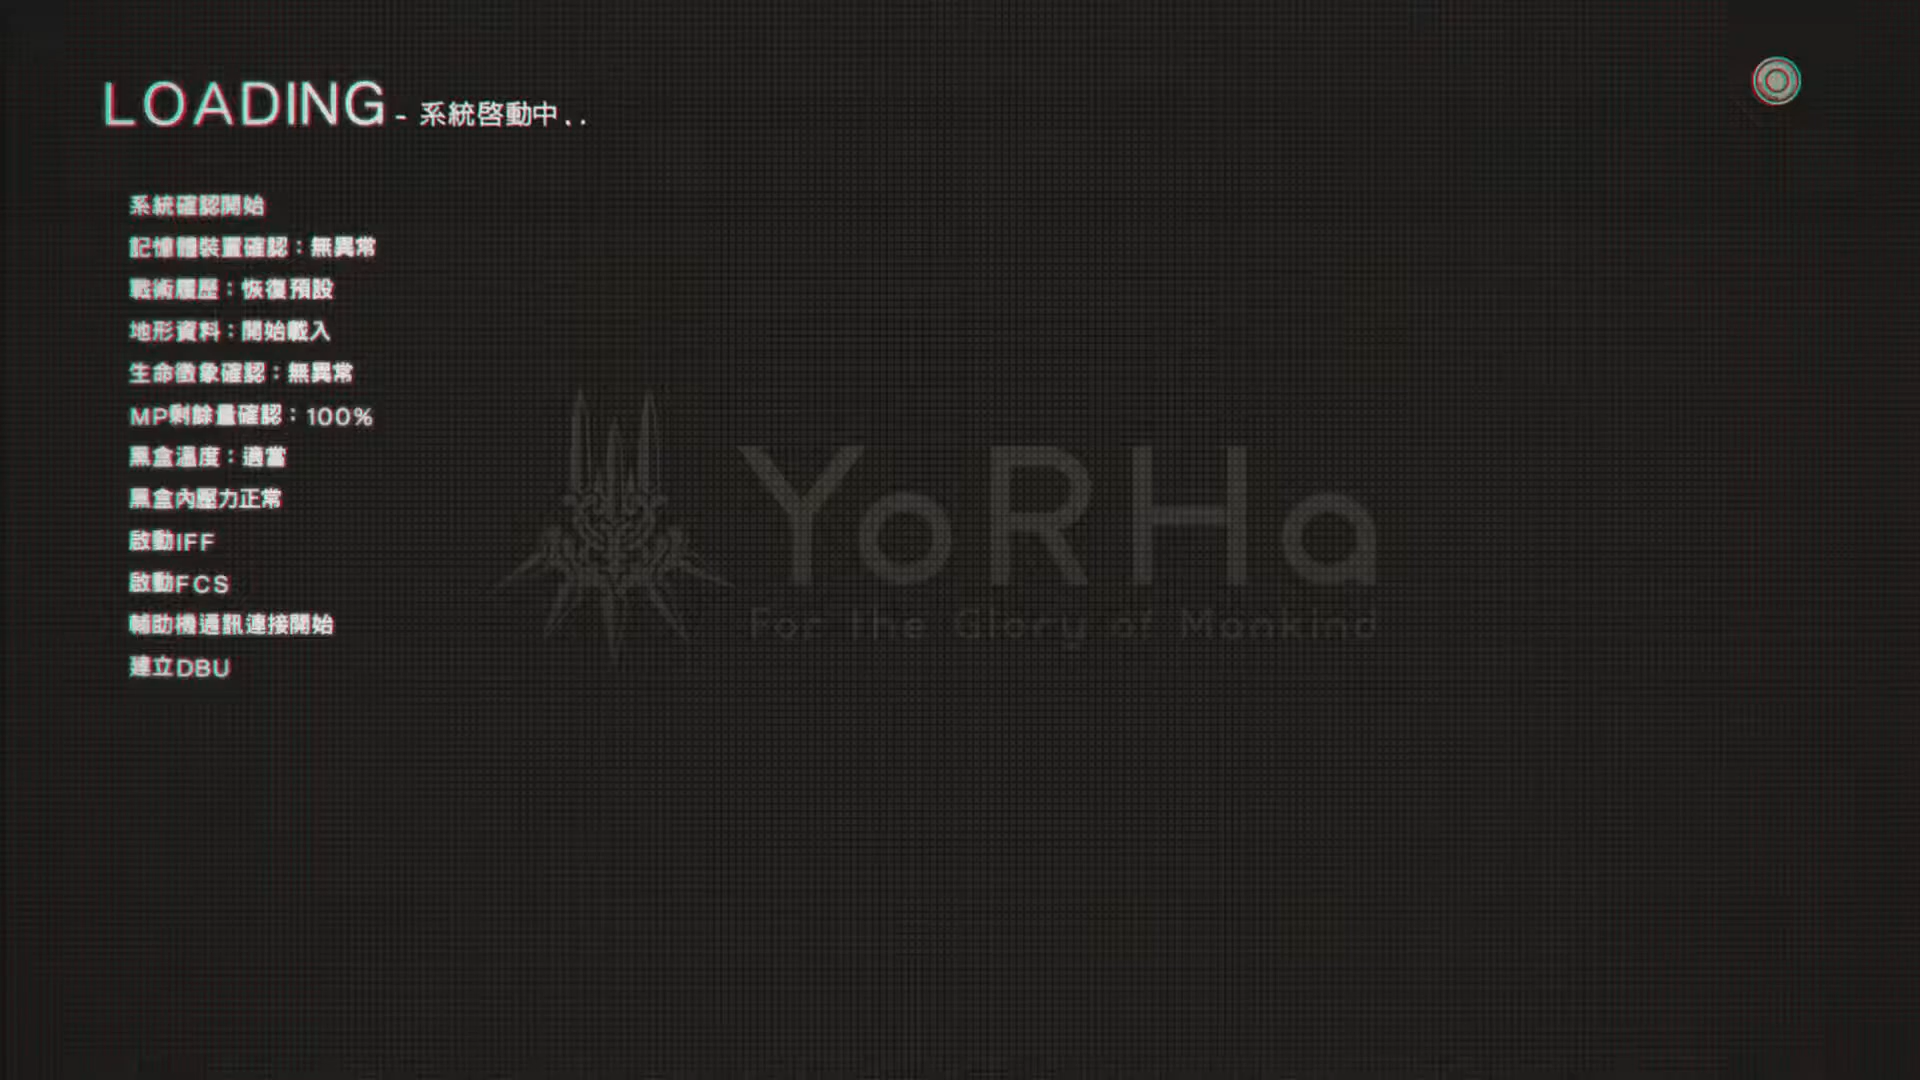 LOADING - 系統啓動中..
系統確認開始
記憶體裝置確認：無異常
戰術履歷：恢復預設
地形資料：開始載入
生命徵象確認：無異常
MP剩餘量確認：100%
黑盒溫度：適當
黑盒內壓力正常
啟動IFF
啟動FCS
輔助機通訊連接開始
建立DBU
YoRHa
For the Glory of Mankind